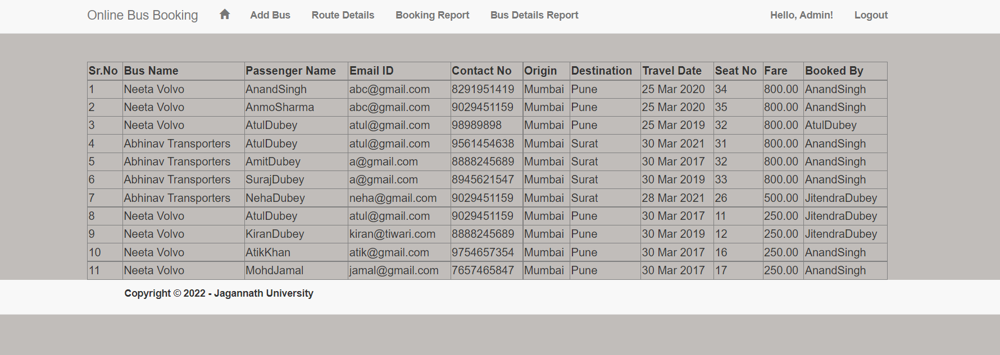 Online Bus Booking Add Bus Route Details Booking Report Bus Details Report Hello, Admin! Logout
Sr.No Bus Name Passenger Name Email ID Contact No Origin Destination Travel Date Seat No Fare Booked By
1 Neeta Volvo AnandSingh abc@gmail.com 8291951419 Mumbai Pune 25 Mar 2020 34 800.00 AnandSingh
2 Neeta Volvo AnmoSharma abc@gmail.com 9029451159 Mumbai Pune 25 Mar 2020 35 800.00 AnandSingh
3 Neeta Volvo AtulDubey atul@gmail.com 98989898 Mumbai Pune 25 Mar 2019 32 800.00 AtulDubey
4 Abhinav Transporters AtulDubey atul@gmail.com 9561454638 Mumbai Surat 30 Mar 2021 31 800.00 AnandSingh
5 Abhinav Transporters AmitDubey a@gmail.com 8888245689 Mumbai Surat 30 Mar 2017 32 800.00 AnandSingh
6 Abhinav Transporters SurajDubey a@gmail.com 8945621547 Mumbai Surat 30 Mar 2019 33 800.00 AnandSingh
7 Abhinav Transporters NehaDubey neha@gmail.com 9029451159 Mumbai Surat 28 Mar 2021 26 500.00 JitendraDubey
8 Neeta Volvo AtulDubey atul@gmail.com 9029451159 Mumbai Pune 30 Mar 2017 11 250.00 JitendraDubey
9 Neeta Volvo KiranDubey kiran@tiwari.com 8888245689 Mumbai Pune 30 Mar 2019 12 250.00 JitendraDubey
10 Neeta Volvo AtikKhan atik@gmail.com 9754657354 Mumbai Pune 30 Mar 2017 16 250.00 AnandSingh
11 Neeta Volvo MohdJamal jamal@gmail.com 7657465847 Mumbai Pune 30 Mar 2017 17 250.00 AnandSingh
Copyright © 2022 - Jagannath University